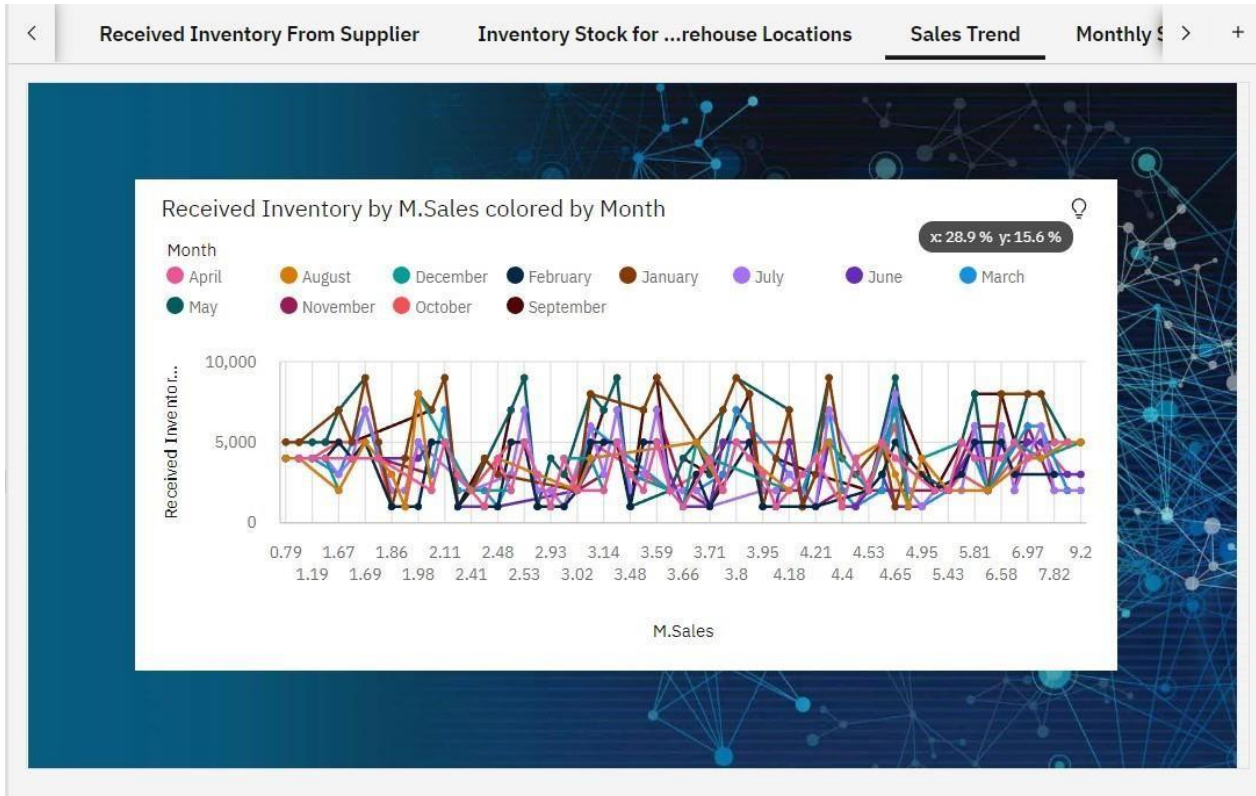 Received Inventory From Supplier Inventory Stock for ...rehouse Locations Sales Trend Monthly S
Received Inventory by M.Sales colored by Month
x: 28.9 % y: 15.6 %
Month
April August December February January July June March
May November October September
Received Inventor...
10,000
5,000
0
0.79 1.67 1.86 2.11 2.48 2.93 3.14 3.59 3.71 3.95 4.21 4.53 4.95 5.81 6.97 9.2
1.19 1.69 1.98 2.41 2.53 3.02 3.48 3.66 3.8 4.18 4.4 4.65 5.43 6.58 7.82
M.Sales